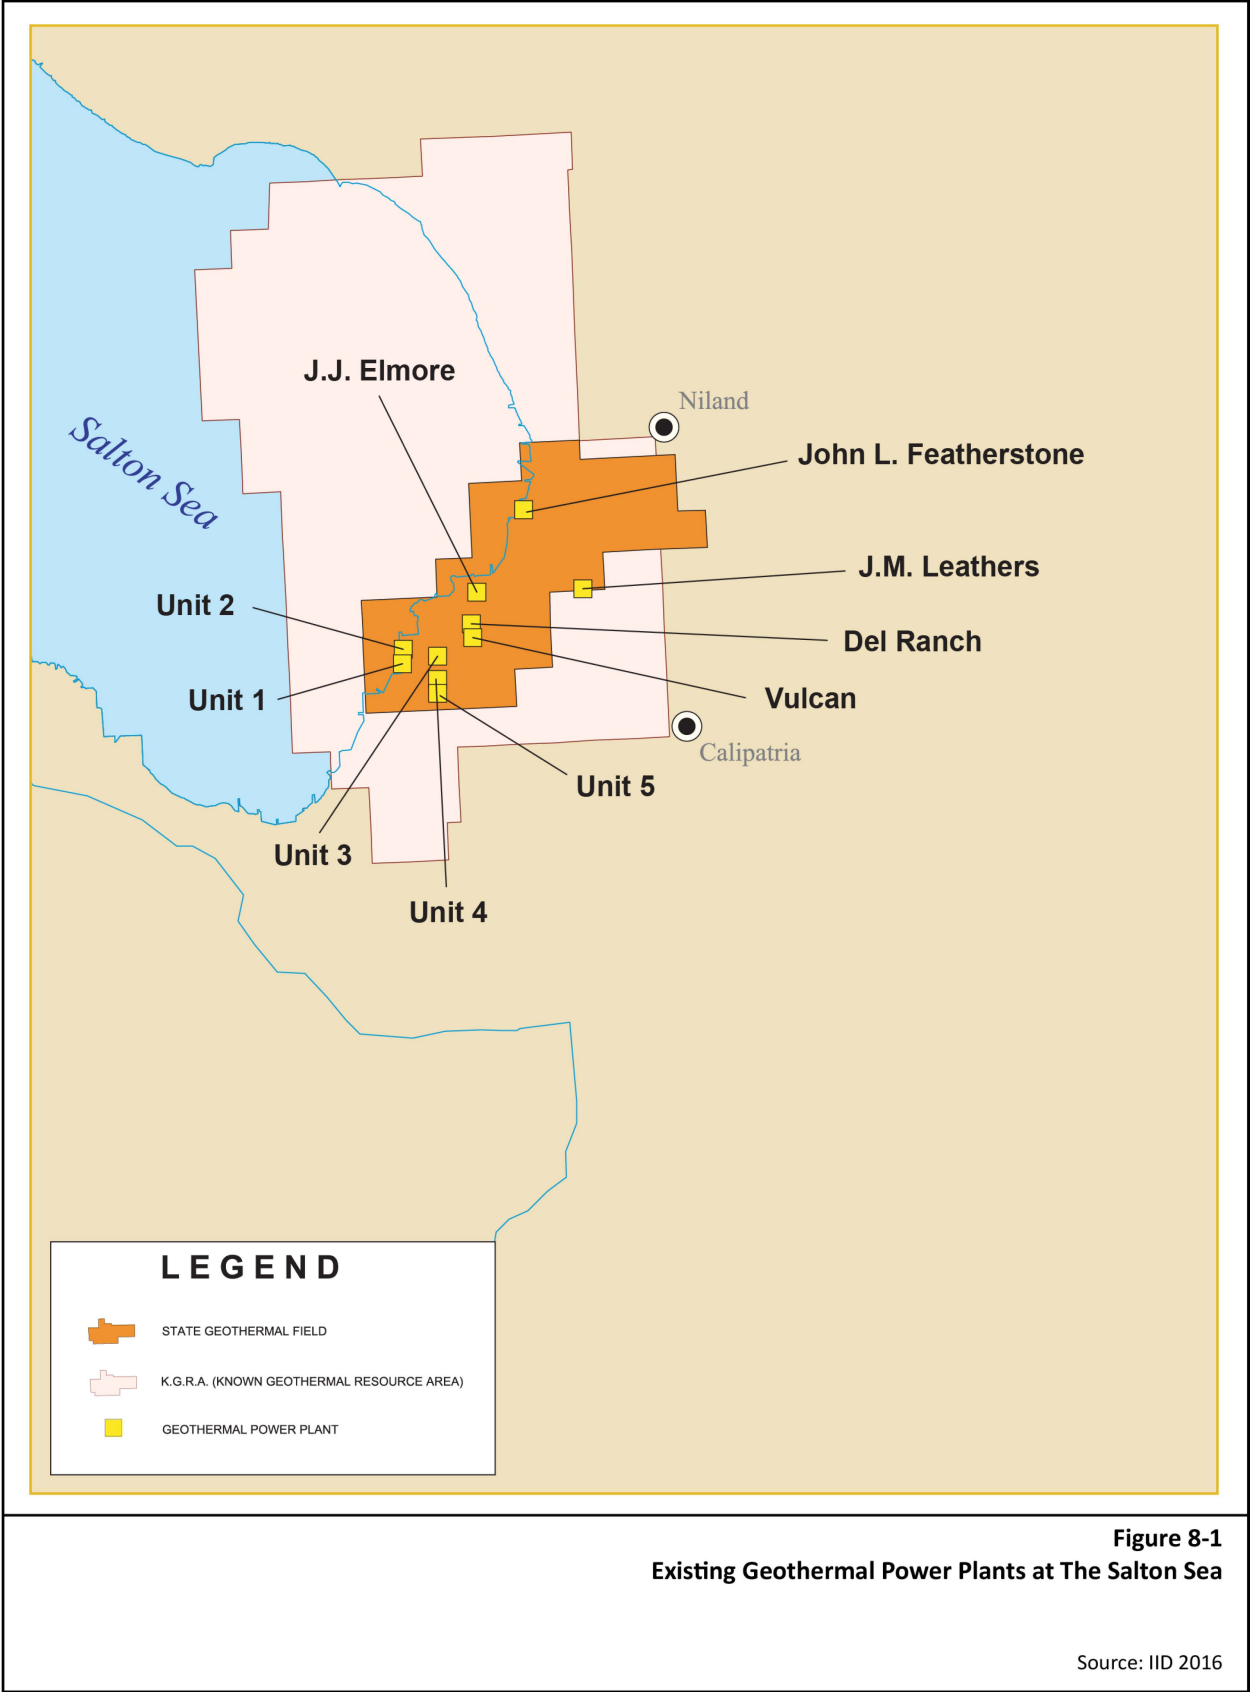 J.J. Elmore
Niland
John L. Featherstone
Salton Sea
J.M. Leathers
Unit 2
Del Ranch
Unit 1
Vulcan
Calipatria
Unit 5
Unit 3
Unit 4
LEGEND
STATE GEOTHERMAL FIELD
K.G.R.A. (KNOWN GEOTHERMAL RESOURCE AREA)
GEOTHERMAL POWER PLANT
Figure 8-1
Existing Geothermal Power Plants at The Salton Sea
Source: IID 2016